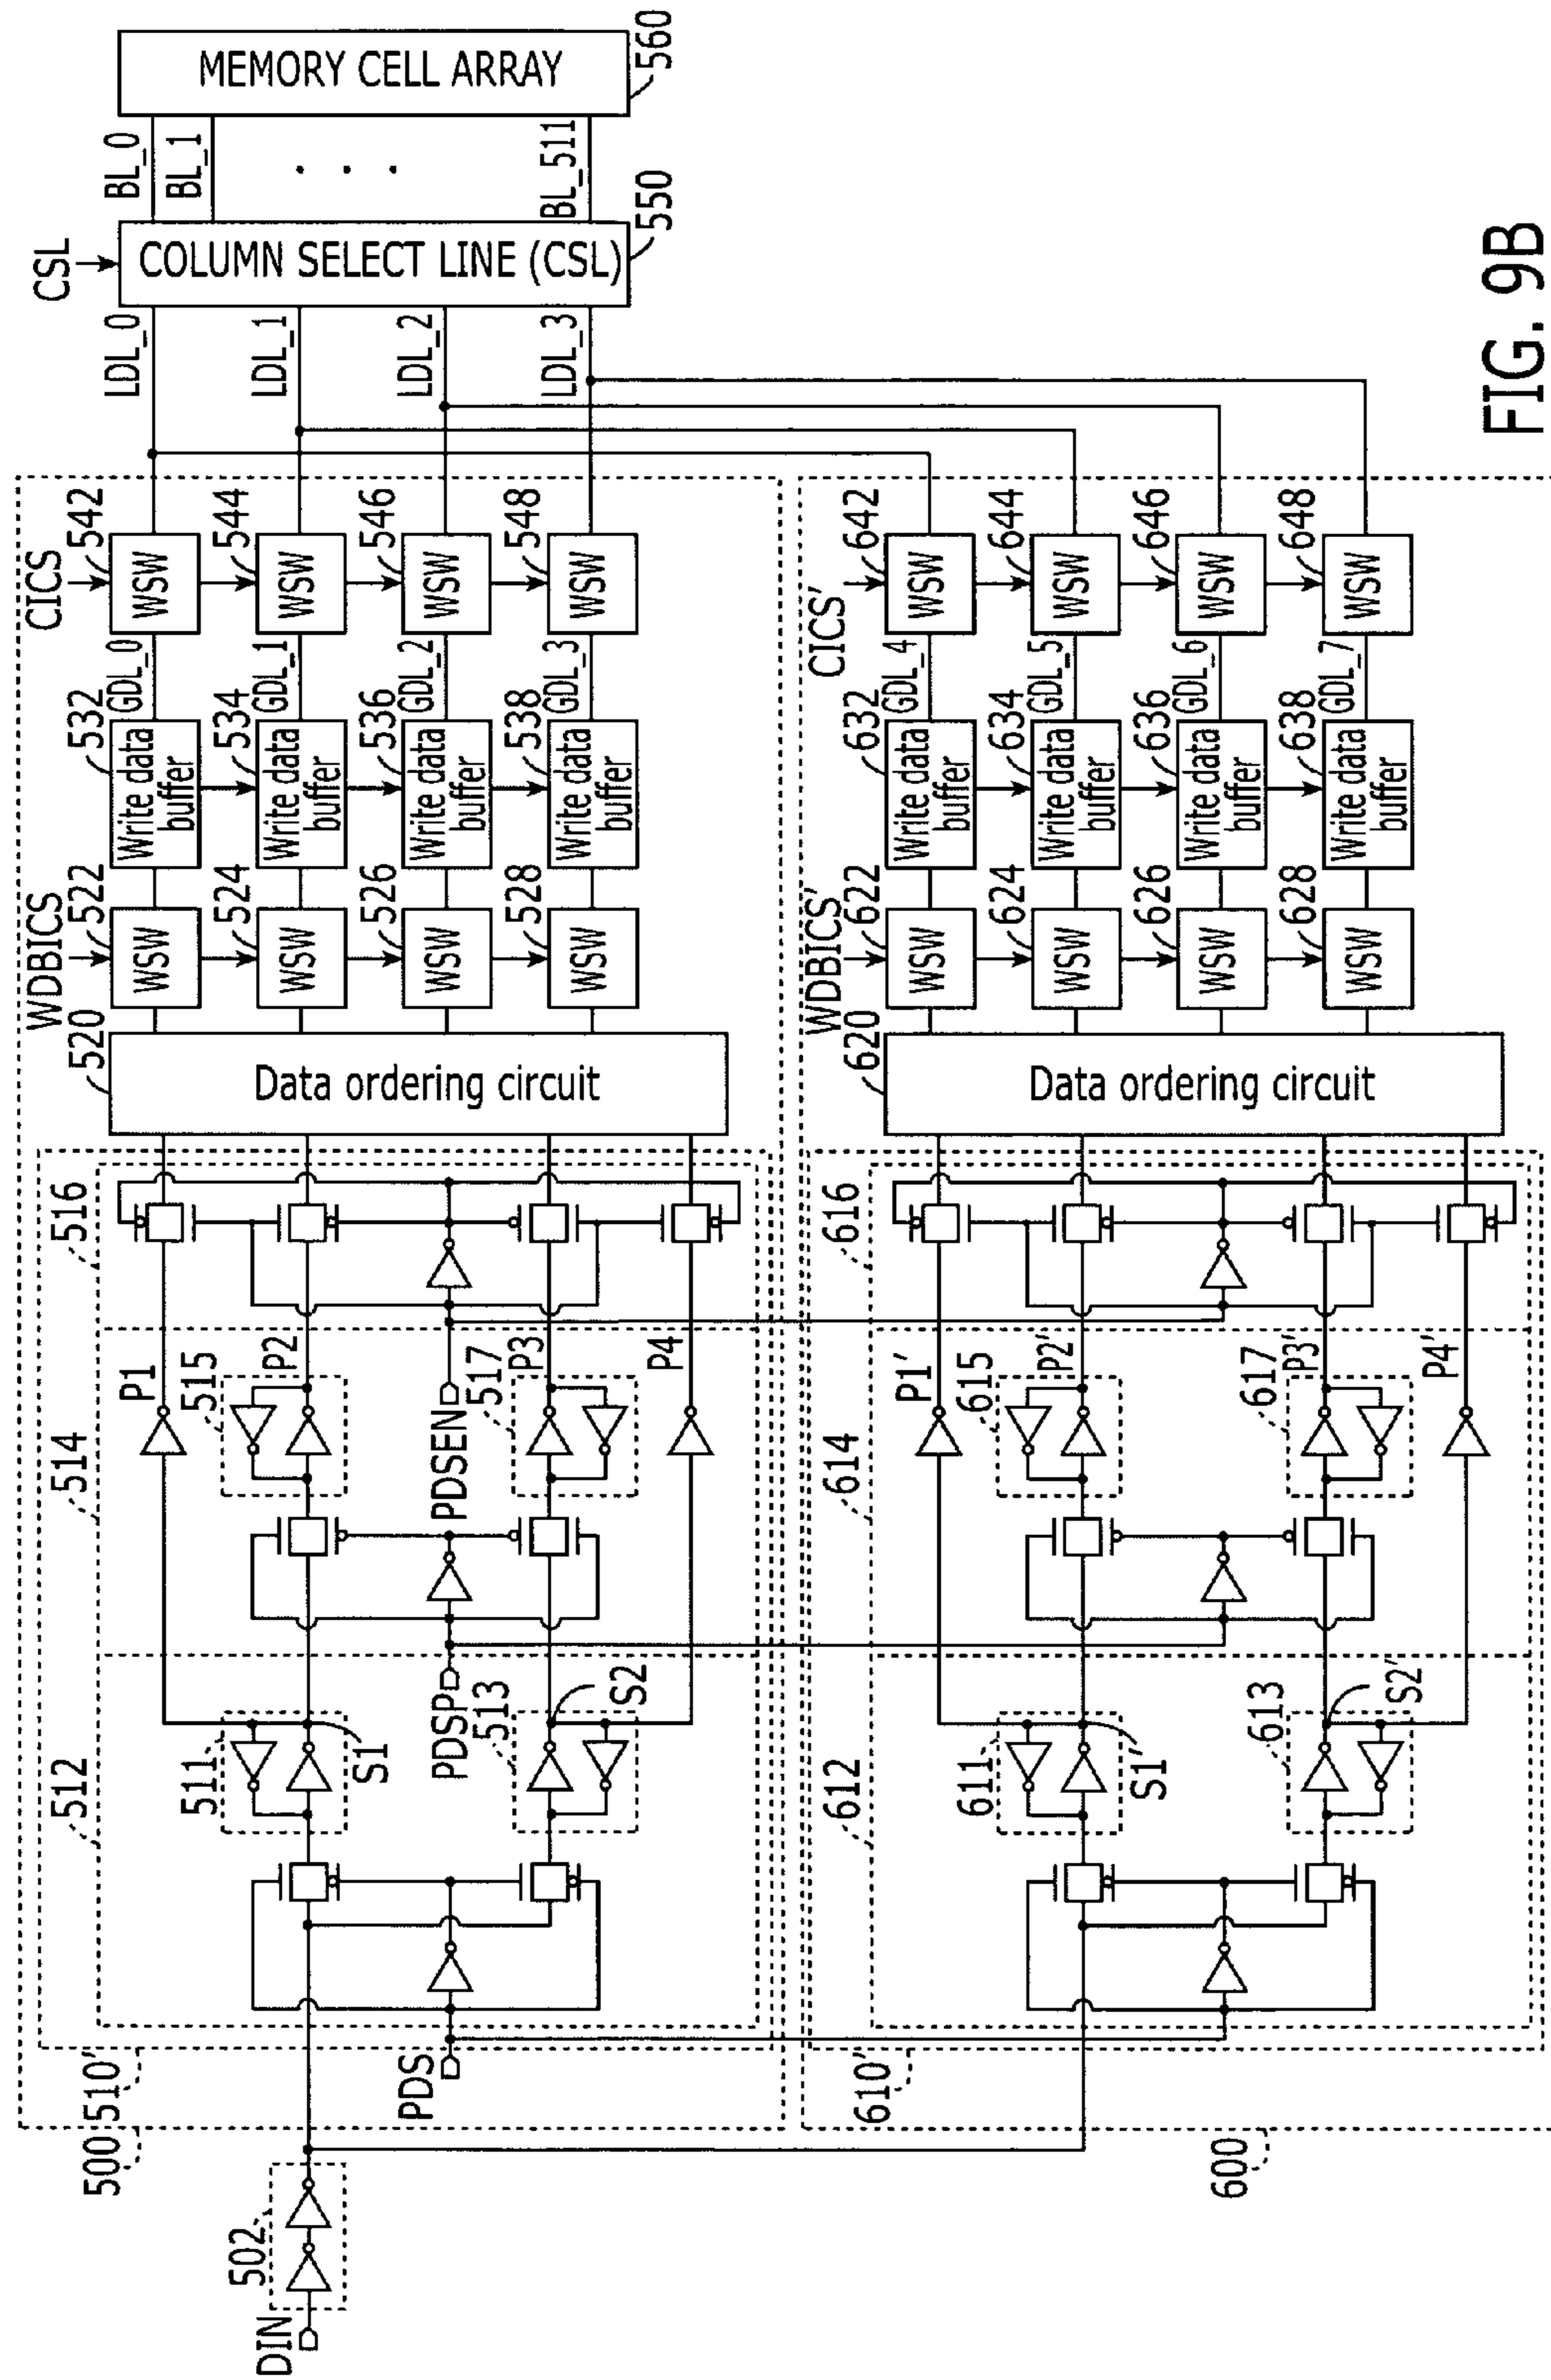 DIN
502
500
510'
PDS
512
511
S1
PDSP
513
S2
514
P1
515
P2
PDSEN
517
P3
P4
516
520
Data ordering circuit
WDBICS
522
WSW
524
WSW
526
WSW
528
WSW
532
Write data
buffer
534
Write data
buffer
536
Write data
buffer
538
Write data
buffer
GDL_0
GDL_1
GDL_2
GDL_3
CICS
542
WSW
544
WSW
546
WSW
548
WSW
LDL_0
LDL_1
LDL_2
LDL_3
CSL
COLUMN SELECT LINE (CSL)
550
BL_0
BL_1
. . .
BL_511
MEMORY CELL ARRAY
560
600
610'
612
611
S1'
613
S2'
614
P1'
615
P2'
617
P3'
P4'
616
620
Data ordering circuit
WDBICS'
622
WSW
624
WSW
626
WSW
628
WSW
632
Write data
buffer
634
Write data
buffer
636
Write data
buffer
638
Write data
buffer
GDL_4
GDL_5
GDL_6
GDL_7
CICS'
642
WSW
644
WSW
646
WSW
648
WSW
FIG. 9B